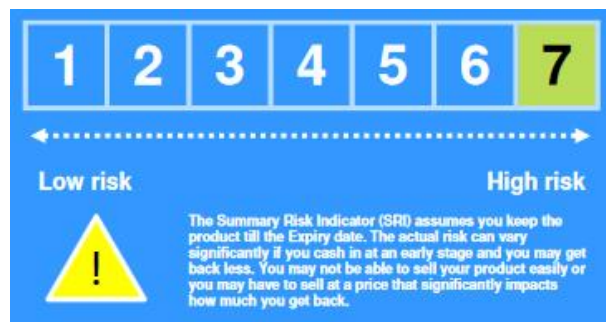 1 2 3 4 5 6 7
Low risk High risk
!
The Summary Risk Indicator (SRI) assumes you keep the
product till the Expiry date. The actual risk can vary
significantly if you cash in at an early stage and you may get
back less. You may not be able to sell your product easily or
you may have to sell at a price that significantly impacts
how much you get back.